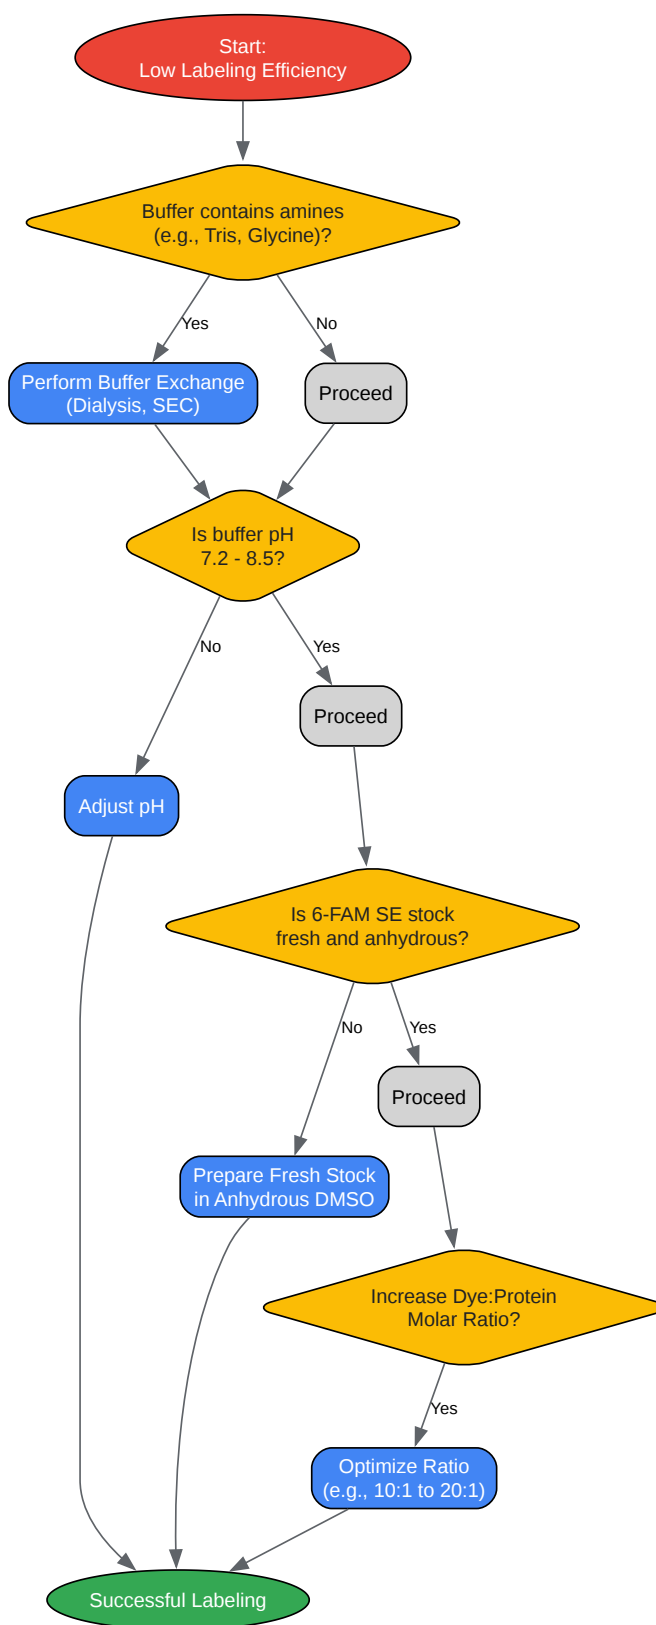 Start:
Low Labeling Efficiency
Buffer contains amines
(e.g., Tris, Glycine)?
Yes
No
Perform Buffer Exchange
(Dialysis, SEC)
Proceed
Is buffer pH
7.2 - 8.5?
No
Yes
Proceed
Adjust pH
Is 6-FAM SE stock
fresh and anhydrous?
No
Yes
Proceed
Prepare Fresh Stock
in Anhydrous DMSO
Increase Dye:Protein
Molar Ratio?
Yes
Optimize Ratio
(e.g., 10:1 to 20:1)
Successful Labeling